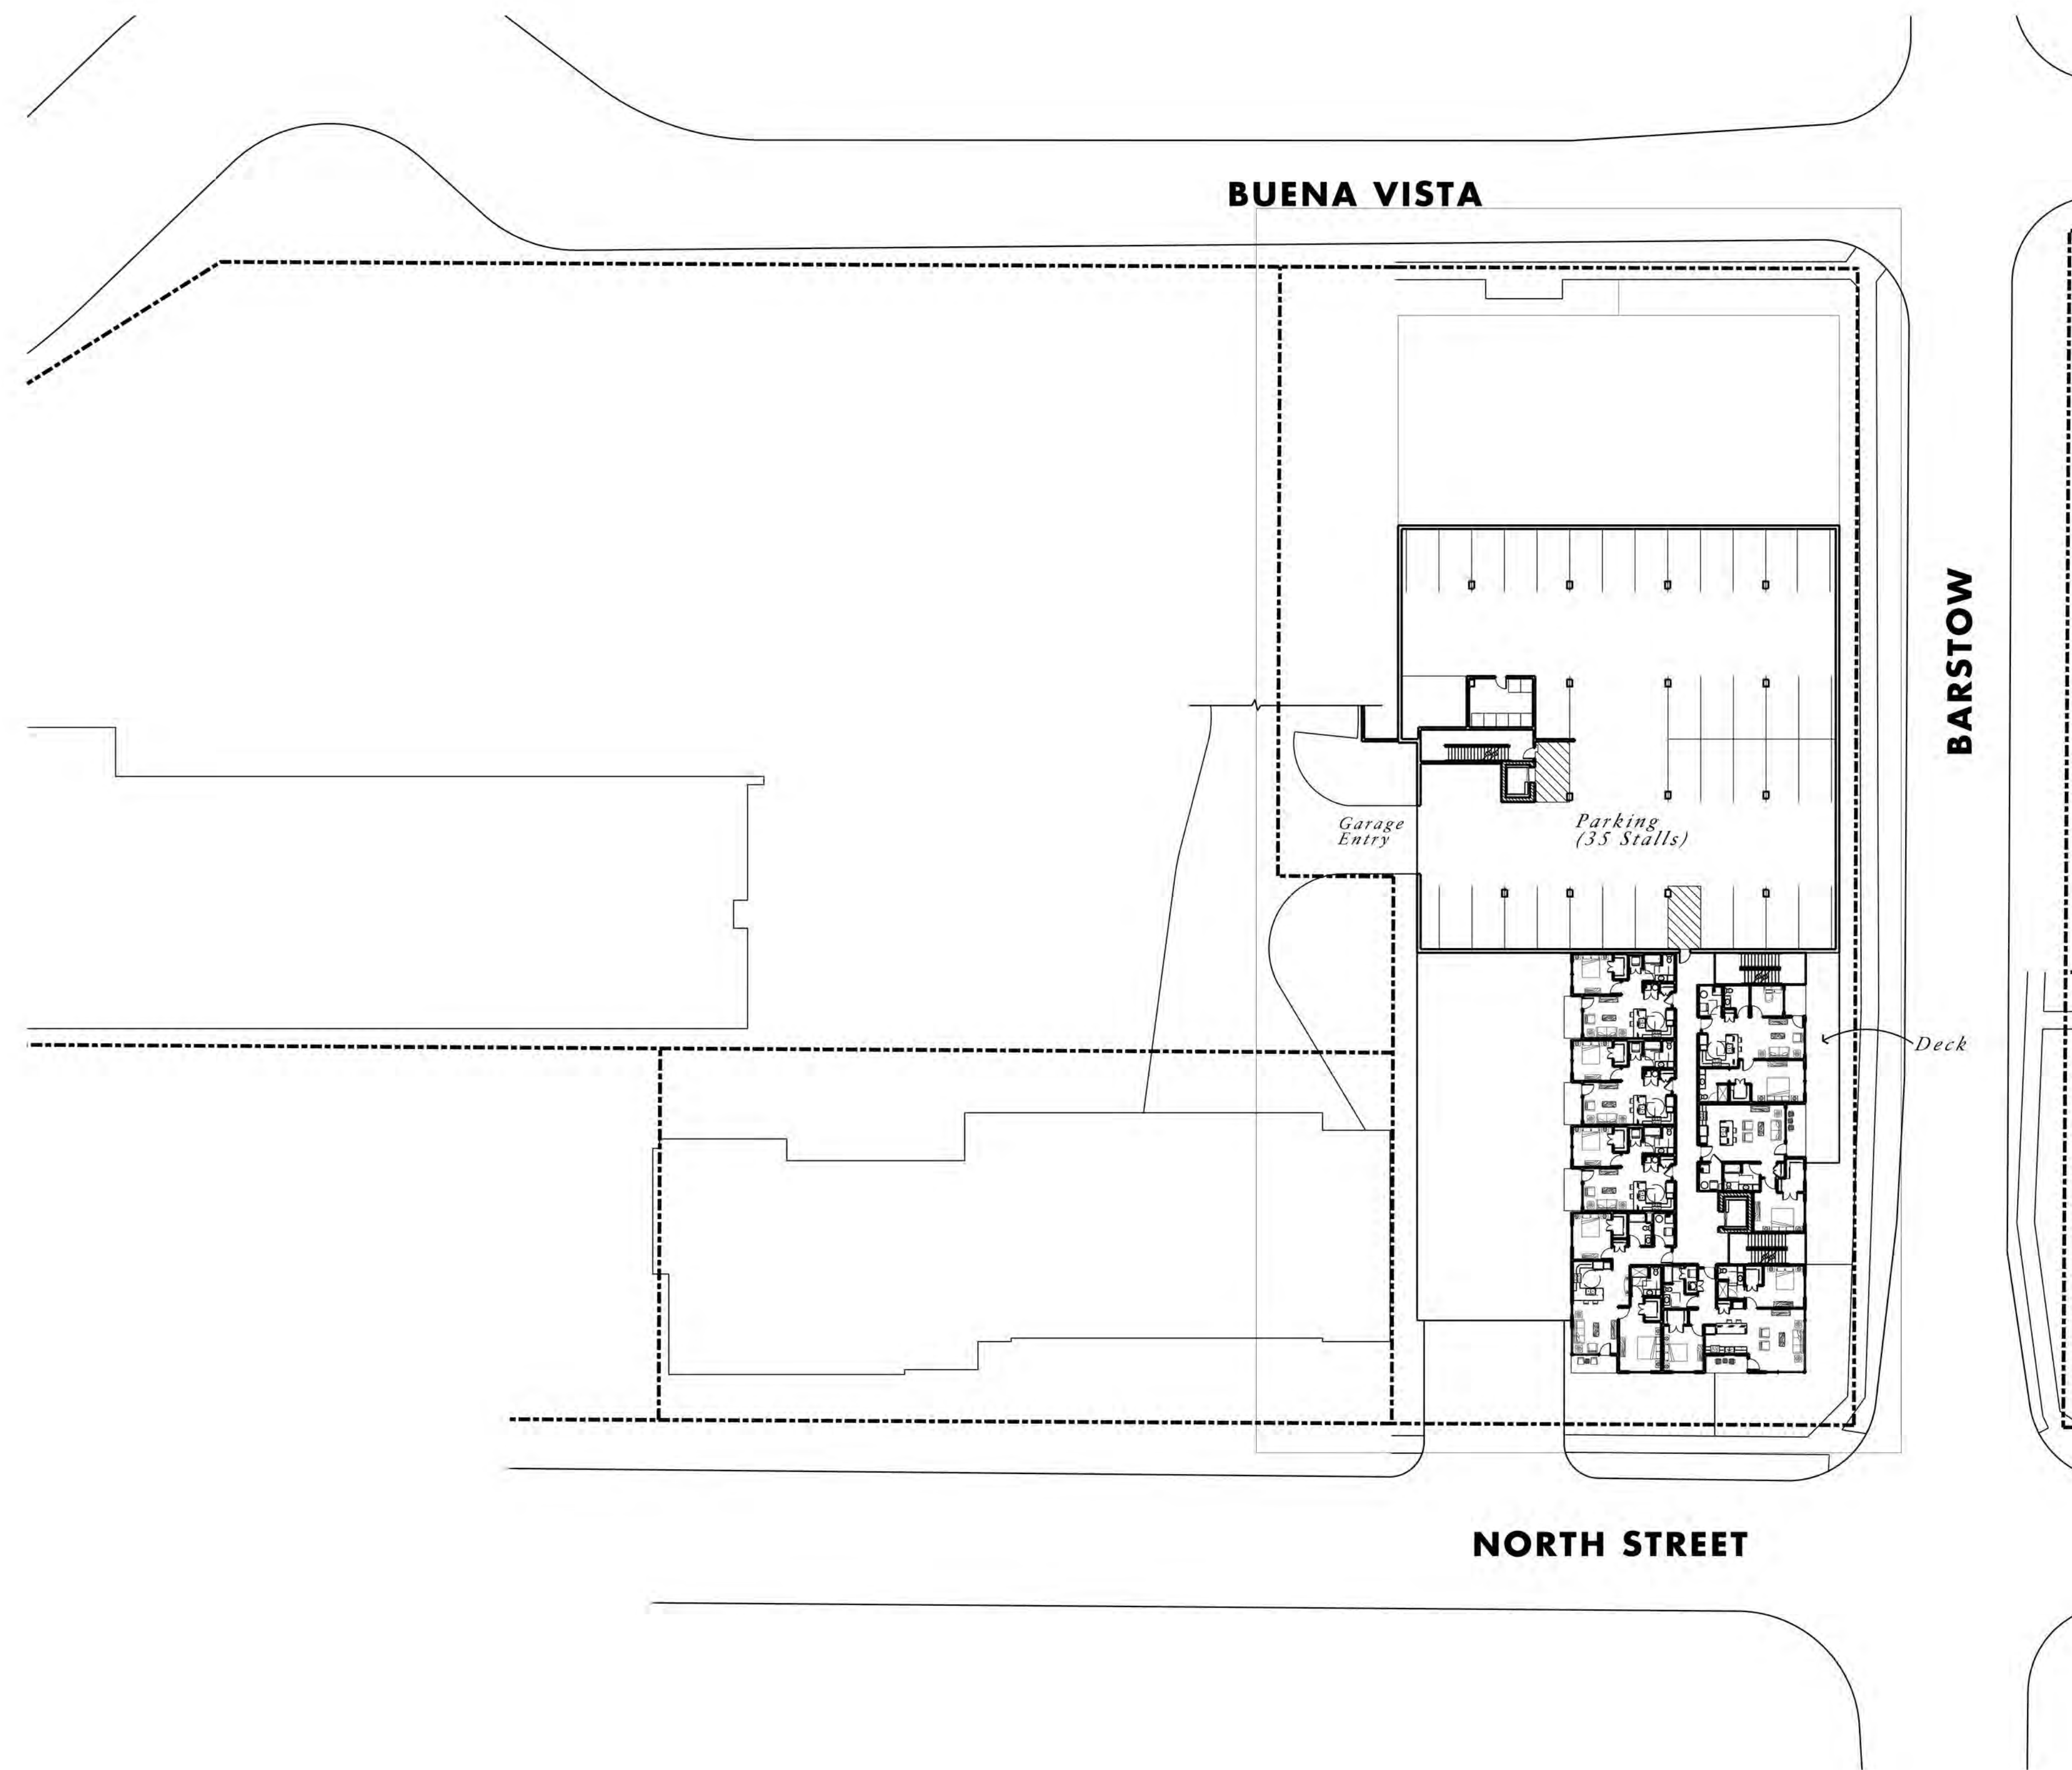 BUENA VISTA
BARSTOW
Garage
Entry
Parking
(35 Stalls)
Deck
NORTH STREET